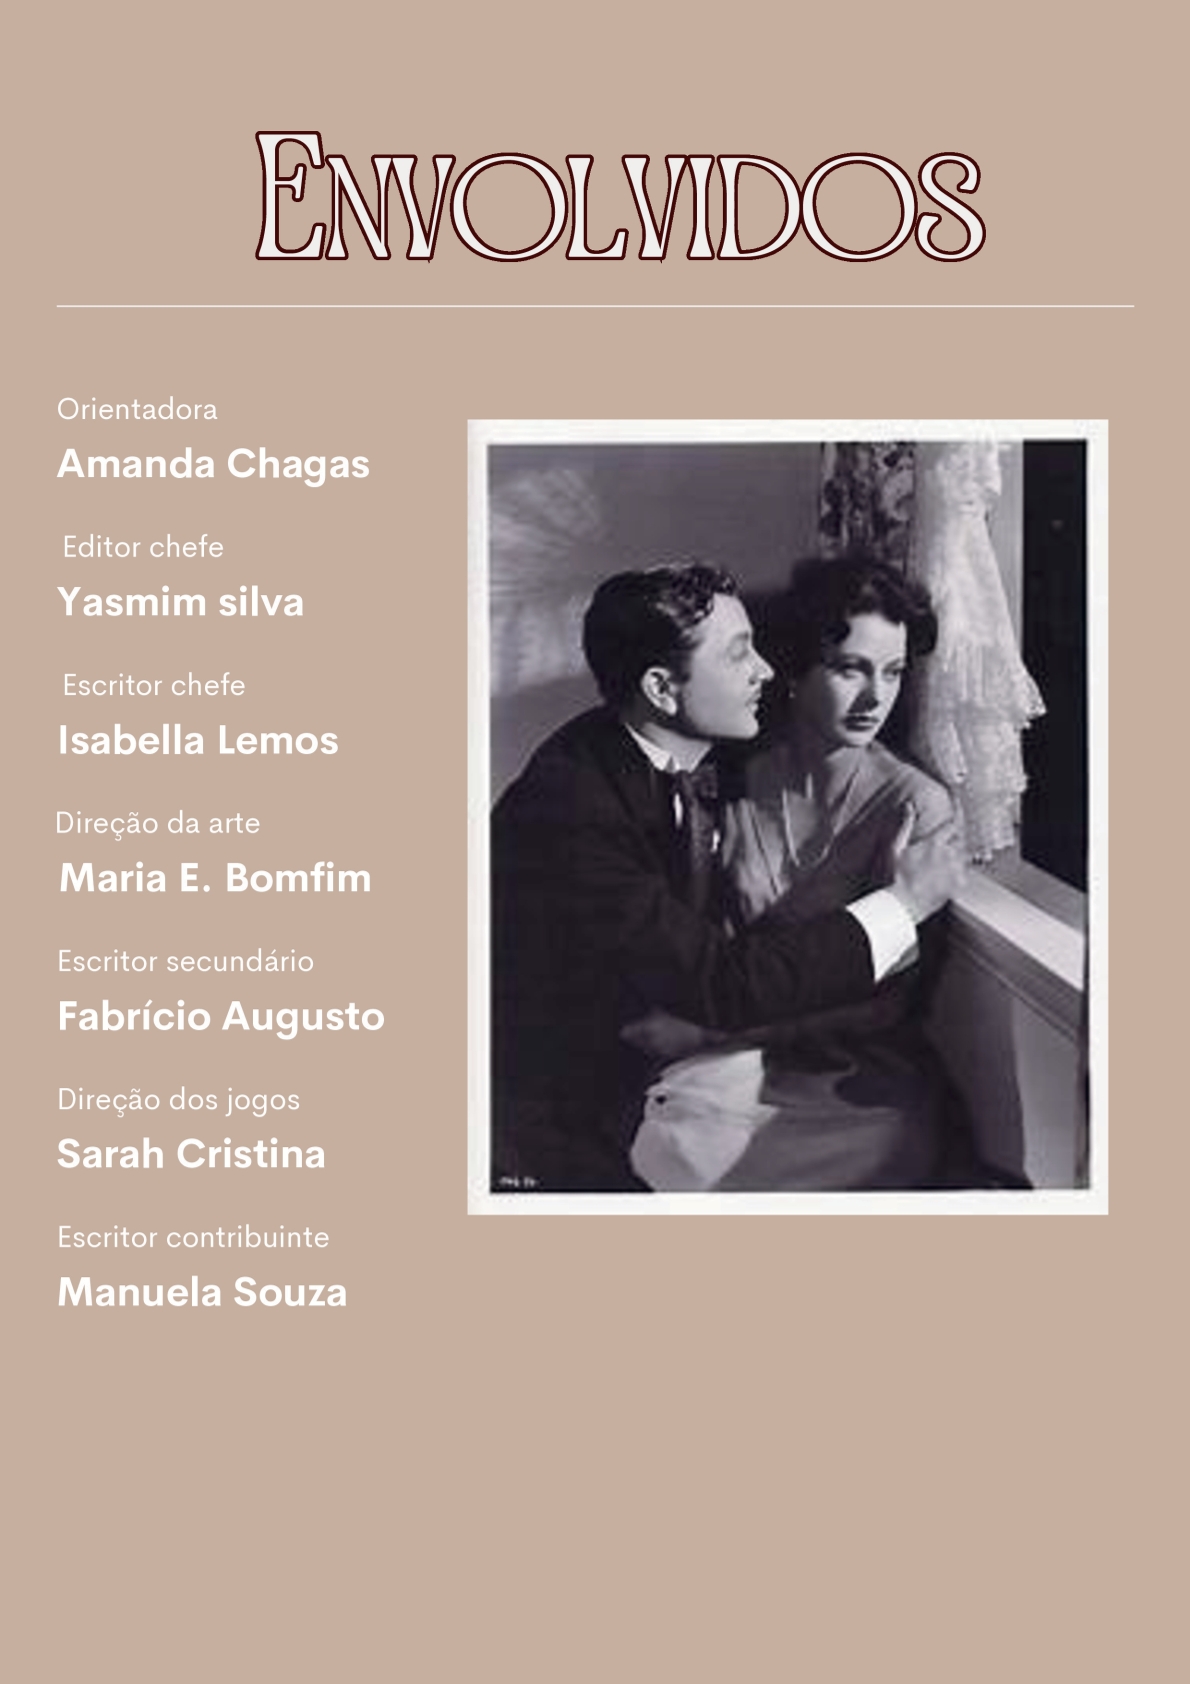 ENVOLVIDOS
Orientadora
Amanda Chagas
Editor chefe
Yasmim silva
Escritor chefe
Isabella Lemos
Direção da arte
Maria E. Bomfim
Escritor secundário
Fabrício Augusto
Direção dos jogos
Sarah Cristina
Escritor contribuinte
Manuela Souza